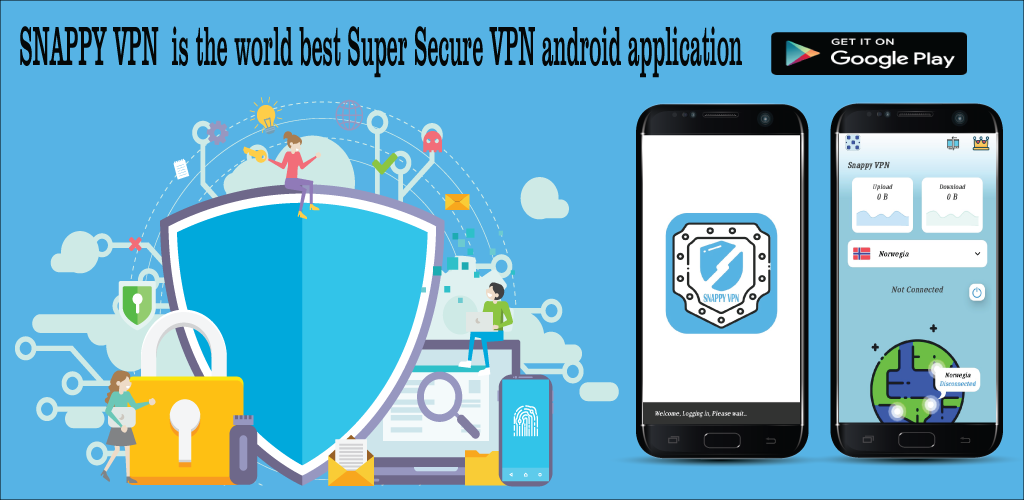 SNAPPY VPN is the world best Super Secure VPN android application
GET IT ON
Google Play
SNAPPY VPN
Welcome, Logging in, Please wait..
Snappy VPN
Upload
0 B
Download
0 B
Norwegia
Not Connected
Norwegia
Disconnected